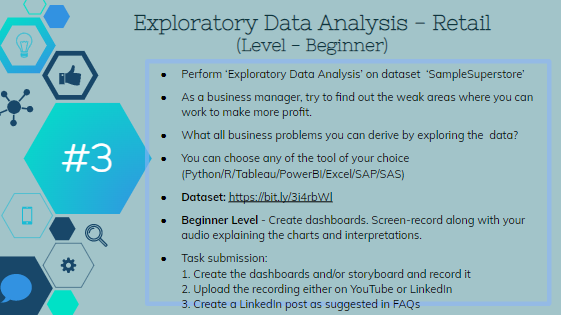 Exploratory Data Analysis - Retail
(Level - Beginner)
#3
● Perform ‘Exploratory Data Analysis’ on dataset ‘SampleSuperstore’
● As a business manager, try to find out the weak areas where you can
work to make more profit.
● What all business problems you can derive by exploring the data?
● You can choose any of the tool of your choice
(Python/R/Tableau/PowerBI/Excel/SAP/SAS)
● Dataset: https://bit.ly/3i4rbWl
● Beginner Level - Create dashboards. Screen-record along with your
audio explaining the charts and interpretations.
● Task submission:
1. Create the dashboards and/or storyboard and record it
2. Upload the recording either on YouTube or LinkedIn
3. Create a LinkedIn post as suggested in FAQs